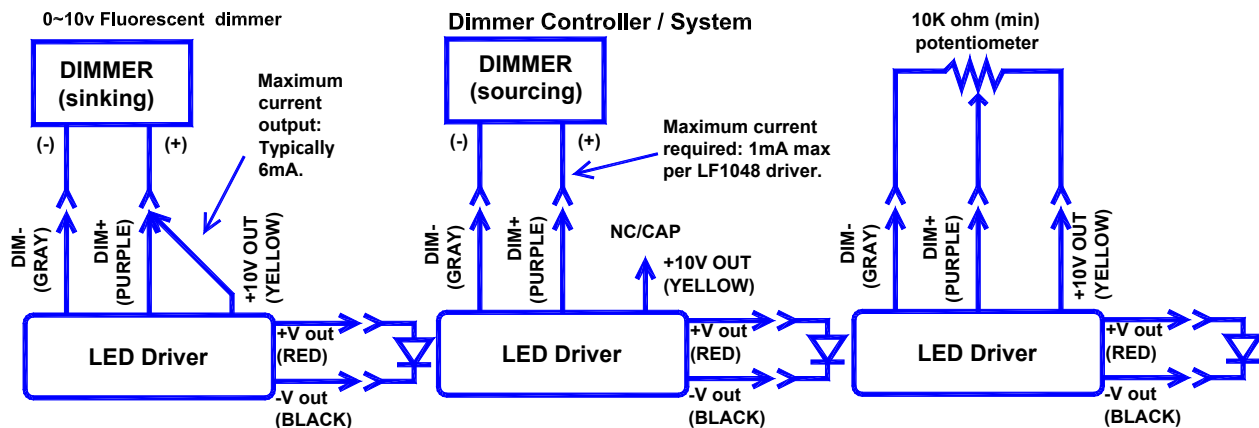 0~10v Fluorescent dimmer
DIMMER
(sinking)
(-)
(+)
Maximum
current
output:
Typically
6mA.
DIM-
(GRAY)
DIM+
(PURPLE)
+10V OUT
(YELLOW)
LED Driver
+V out
(RED)
-V out
(BLACK)
Dimmer Controller / System
DIMMER
(sourcing)
(-)
(+)
Maximum current
required: 1mA max
per LF1048 driver.
DIM-
(GRAY)
DIM+
(PURPLE)
NC/CAP
+10V OUT
(YELLOW)
LED Driver
+V out
(RED)
-V out
(BLACK)
10K ohm (min)
potentiometer
DIM-
(GRAY)
DIM+
(PURPLE)
+10V OUT
(YELLOW)
LED Driver
+V out
(RED)
-V out
(BLACK)